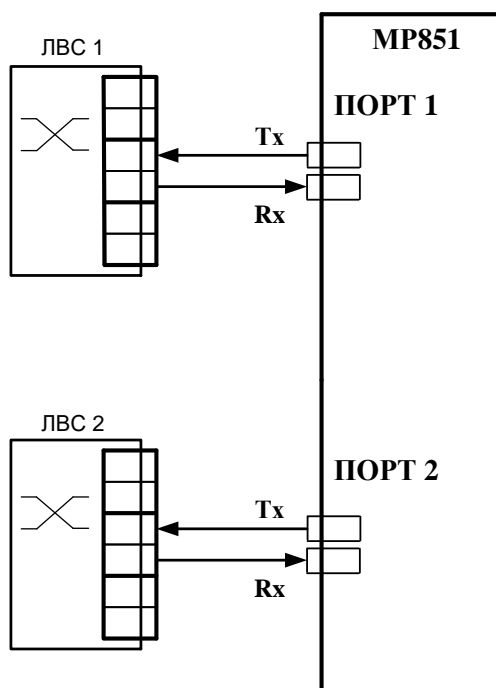 МР851
ЛВС 1
ПОРТ 1
Tx
Rx
ЛВС 2
ПОРТ 2
Tx
Rx